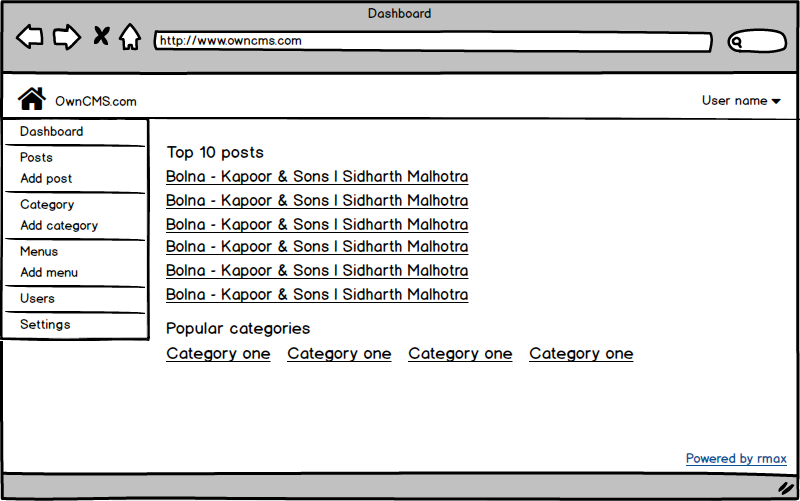 Dashboard
http://www.owncms.com
OwnCMS.com
User name
Dashboard
Posts
Add post
Category
Add category
Menus
Add menu
Users
Settings
Top 10 posts
Bolna - Kapoor & Sons | Sidharth Malhotra
Bolna - Kapoor & Sons | Sidharth Malhotra
Bolna - Kapoor & Sons | Sidharth Malhotra
Bolna - Kapoor & Sons | Sidharth Malhotra
Bolna - Kapoor & Sons | Sidharth Malhotra
Bolna - Kapoor & Sons | Sidharth Malhotra
Popular categories
Category one Category one Category one Category one
Powered by rmax